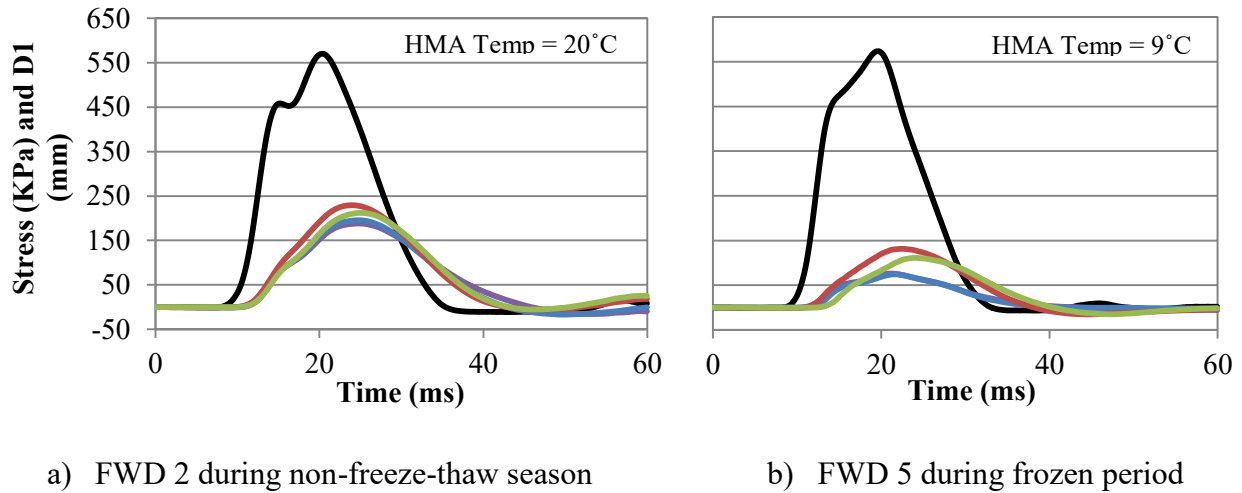 Stress (KPa) and D1
(mm)
650
550
450
350
250
150
50
-50
HMA Temp = 20˚C
0 20 40 60
Time (ms)
HMA Temp = 9˚C
0 20 40 60
Time (ms)
a) FWD 2 during non-freeze-thaw season
b) FWD 5 during frozen period